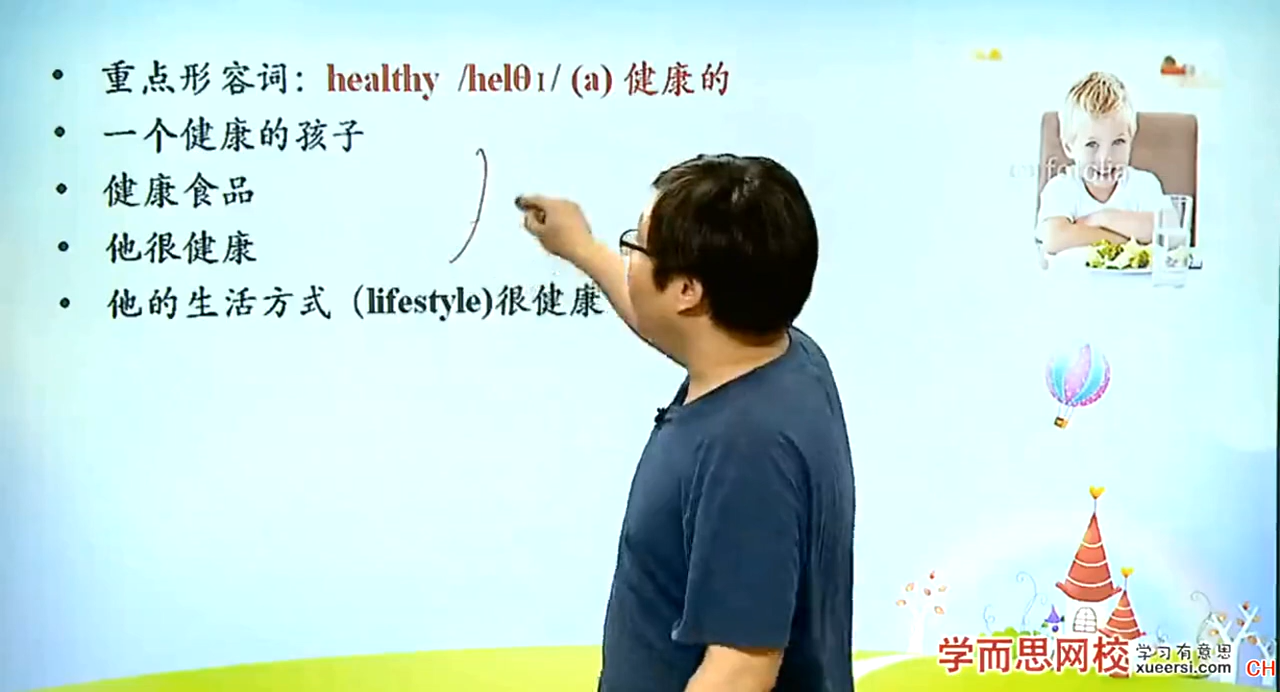 重点形容词：healthy /helθɪ/ (a) 健康的
一个健康的孩子
健康食品
他很健康
他的生活方式 (lifestyle)很健康
学而思网校
学习有意思
xueersi.com
CH